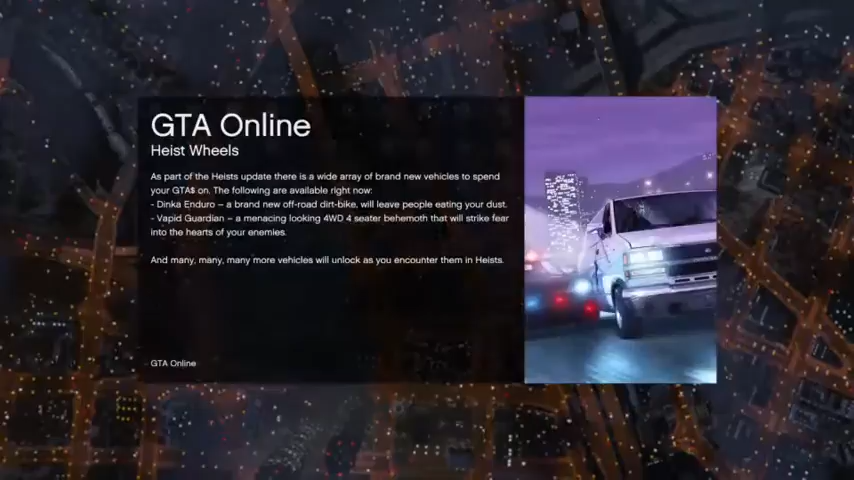 GTA Online
Heist Wheels
As part of the Heists update there is a wide array of brand new vehicles to spend
your GTA$ on. The following are available right now:
- Dinka Enduro – a brand new off-road dirt-bike, will leave people eating your dust.
- Vapid Guardian – a menacing looking 4WD 4 seater behemoth that will strike fear
into the hearts of your enemies.
And many, many, many more vehicles will unlock as you encounter them in Heists.
GTA Online